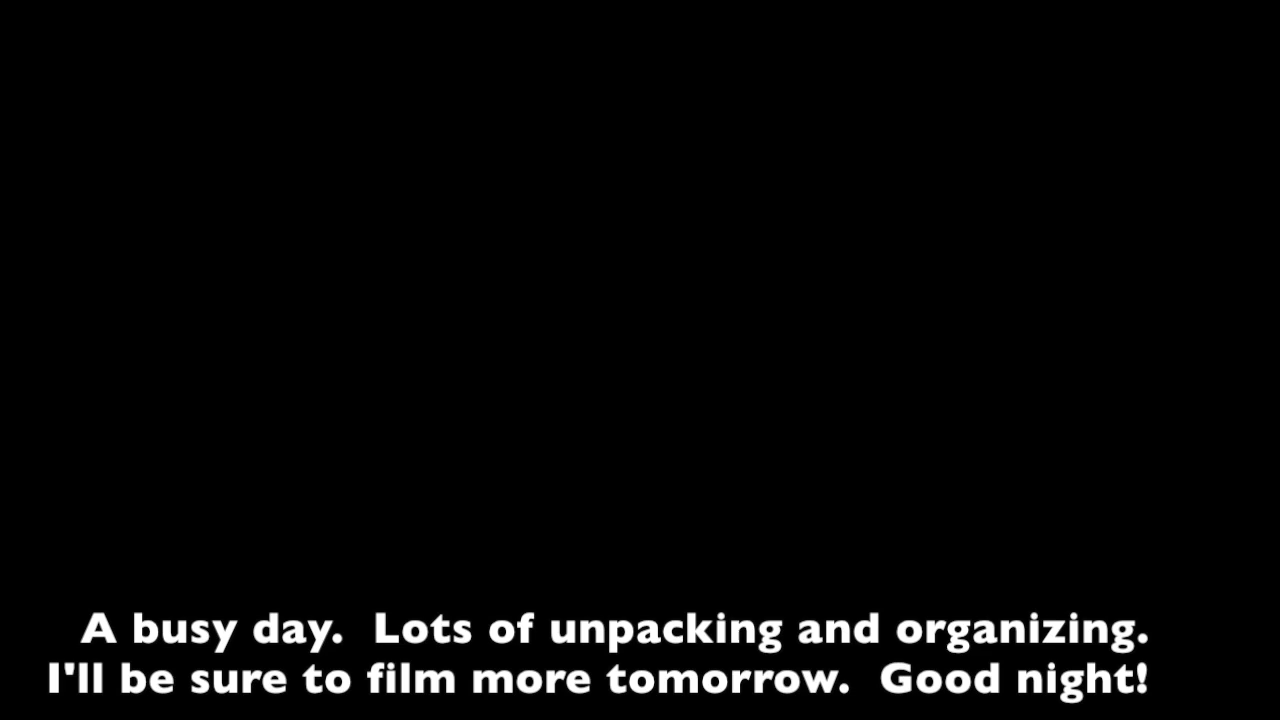 A busy day.  Lots of unpacking and organizing.
I'll be sure to film more tomorrow.  Good night!